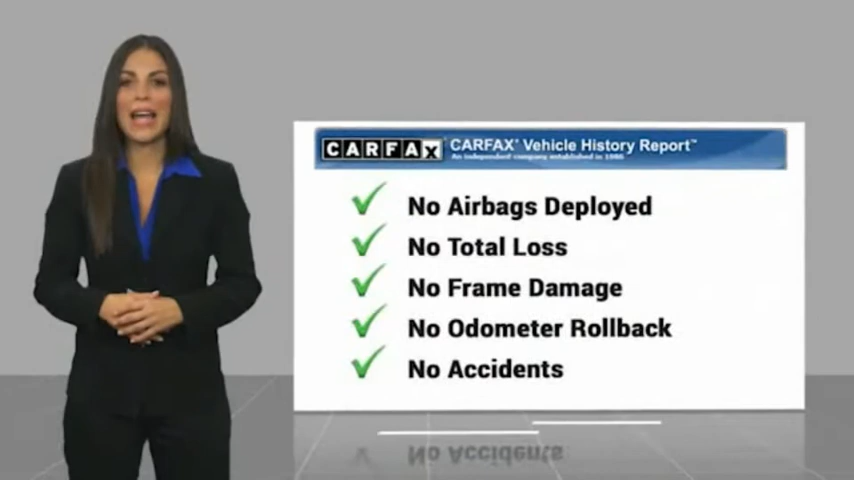 CARFAX CARFAX® Vehicle History Report™
An independent company established in 1986
No Airbags Deployed
No Total Loss
No Frame Damage
No Odometer Rollback
No Accidents
No Accidents